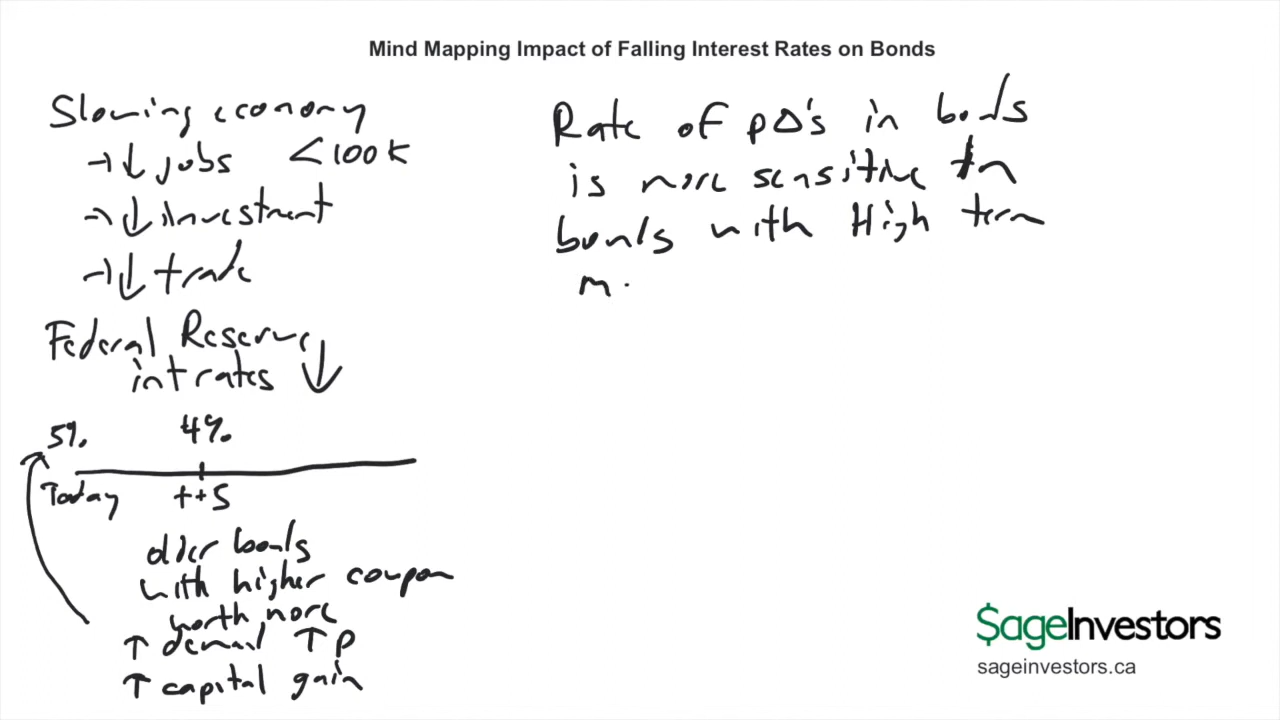 Mind Mapping Impact of Falling Interest Rates on Bonds
Slowing economy
→ ↓ jobs < 100k
→ ↓ investment
→ ↓ trade
Federal Reserve
int rates ↓
5% 4%
Today t+5
older bonds
with higher coupon
worth more
↑ demand ↑ p
↑ capital gain
Rate of pΔ's in bonds
is more sensitive in
bonds with High term
m.
$ageInvestors
sageinvestors.ca